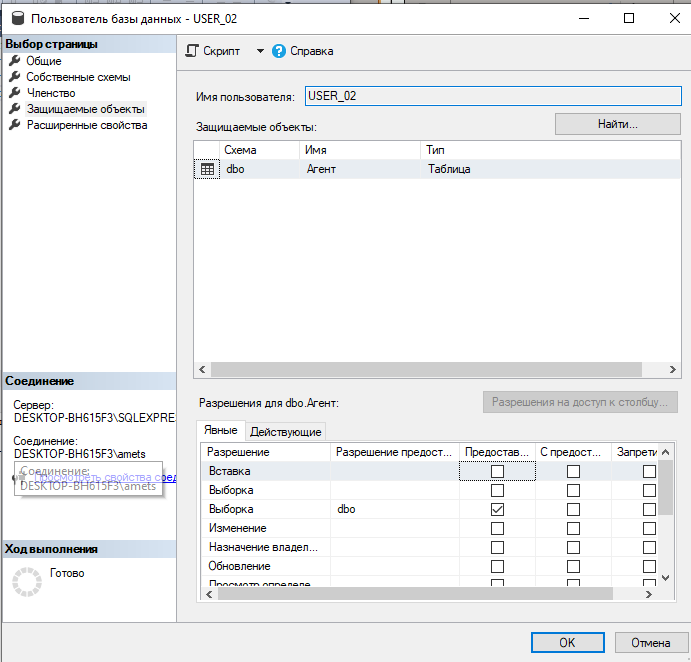 Пользователь базы данных - USER_02
Выбор страницы
Общие
Собственные схемы
Членство
Защищаемые объекты
Расширенные свойства
Скрипт
Справка
Имя пользователя: USER_02
Защищаемые объекты:
Найти...
Схема Имя Тип
dbo Агент Таблица
Соединение
Сервер:
DESKTOP-BH615F3\SQLEXPRE
Соединение:
DESKTOP-BH615F3\amets
Соединение:
DESKTOP-BH615F3\amets
Просмотреть свойства соед
Ход выполнения
Готово
Разрешения для dbo.Агент:
Разрешения на доступ к столбцу...
Явные Действующие
Разрешение Разрешение предост... Предостав... С предост... Запрети
Вставка
Выборка
Выборка dbo
Изменение
Назначение владел...
Обновление
Просмотр определе...
OK Отмена